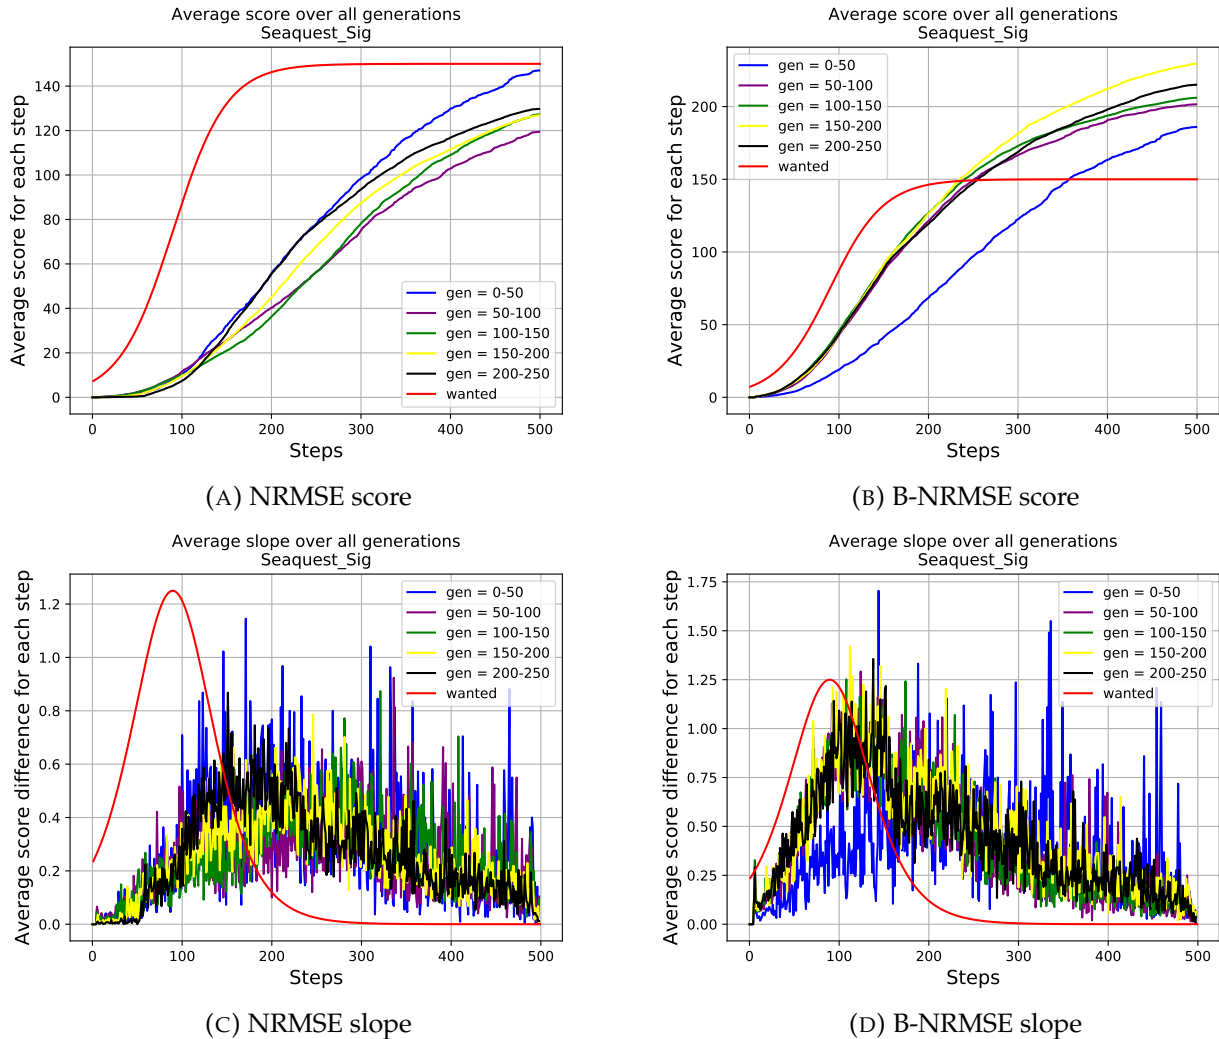 Average score over all generations
Seaquest_Sig
Average score for each step
140
120
100
80
60
40
20
0
gen = 0-50
gen = 50-100
gen = 100-150
gen = 150-200
gen = 200-250
wanted
0 100 200 300 400 500
Steps
(A) NRMSE score
Average score over all generations
Seaquest_Sig
Average score for each step
200
150
100
50
0
gen = 0-50
gen = 50-100
gen = 100-150
gen = 150-200
gen = 200-250
wanted
0 100 200 300 400 500
Steps
(B) B-NRMSE score
Average slope over all generations
Seaquest_Sig
Average score difference for each step
1.2
1.0
0.8
0.6
0.4
0.2
0.0
gen = 0-50
gen = 50-100
gen = 100-150
gen = 150-200
gen = 200-250
wanted
0 100 200 300 400 500
Steps
(C) NRMSE slope
Average slope over all generations
Seaquest_Sig
Average score difference for each step
1.75
1.50
1.25
1.00
0.75
0.50
0.25
0.00
gen = 0-50
gen = 50-100
gen = 100-150
gen = 150-200
gen = 200-250
wanted
0 100 200 300 400 500
Steps
(D) B-NRMSE slope